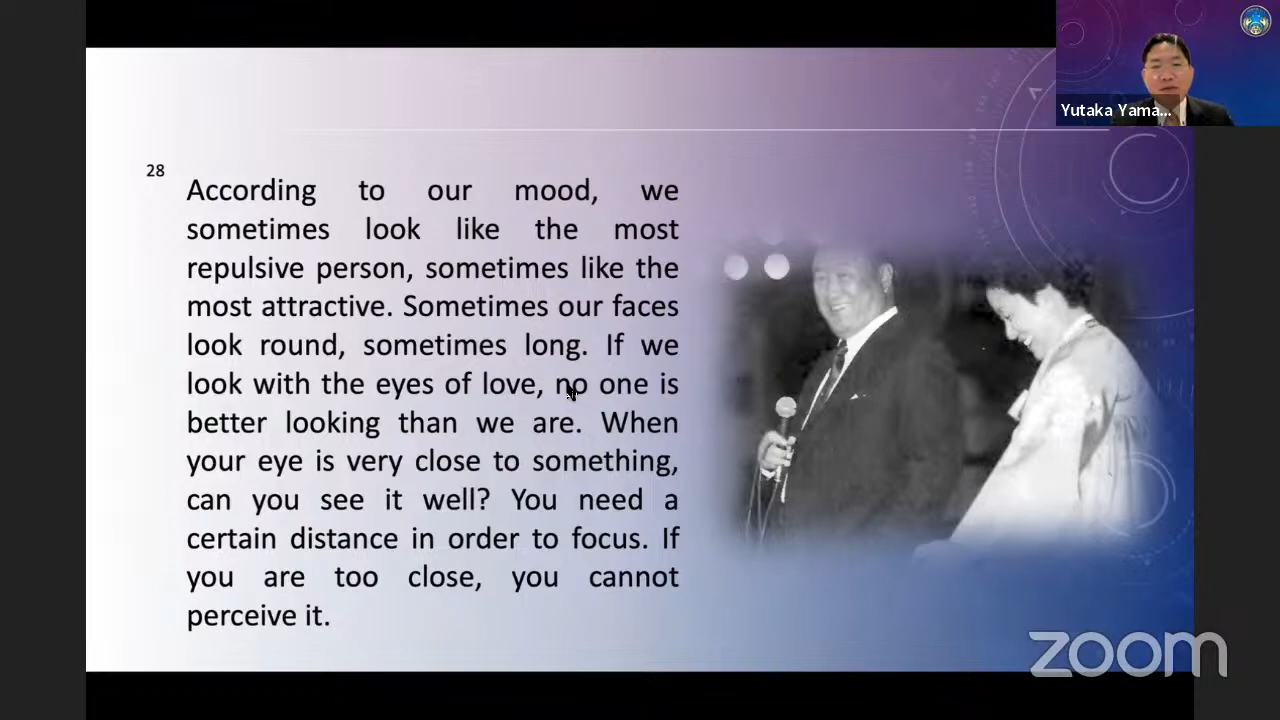 Yutaka Yama...
28
According to our mood, we
sometimes look like the most
repulsive person, sometimes like the
most attractive. Sometimes our faces
look round, sometimes long. If we
look with the eyes of love, no one is
better looking than we are. When
your eye is very close to something,
can you see it well? You need a
certain distance in order to focus. If
you are too close, you cannot
perceive it.
zoom